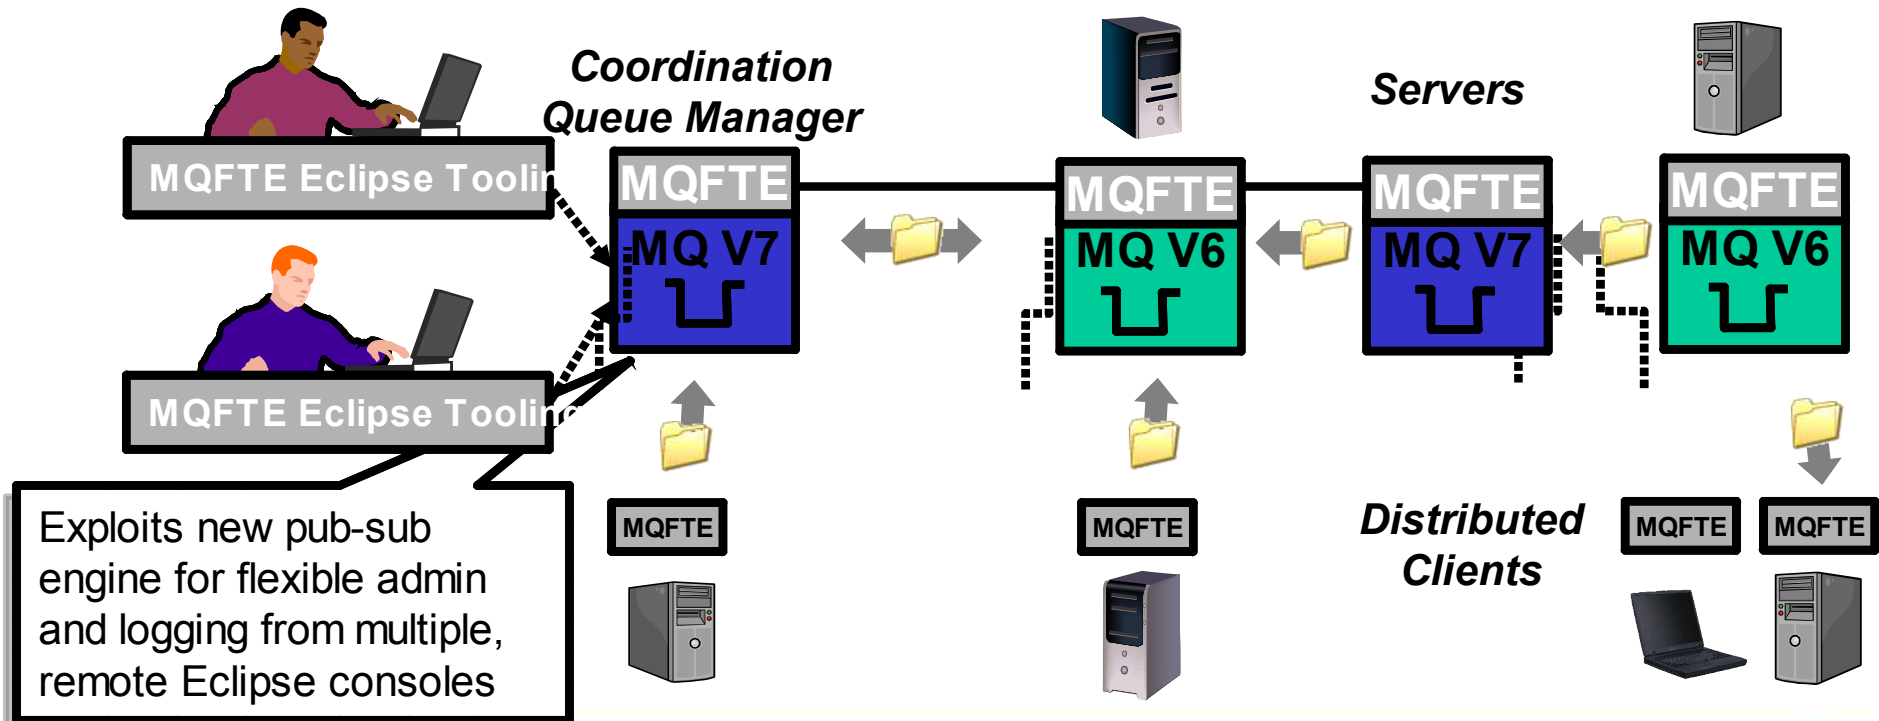 Coordination
Queue Manager
Servers
MQFTE Eclipse Toolin
MQFTE
MQ V7
MQFTE
MQ V6
MQFTE
MQ V7
MQFTE
MQ V6
MQFTE Eclipse Tooling
Exploits new pub-sub
engine for flexible admin
and logging from multiple,
remote Eclipse consoles
MQFTE
MQFTE
Distributed
Clients
MQFTE
MQFTE